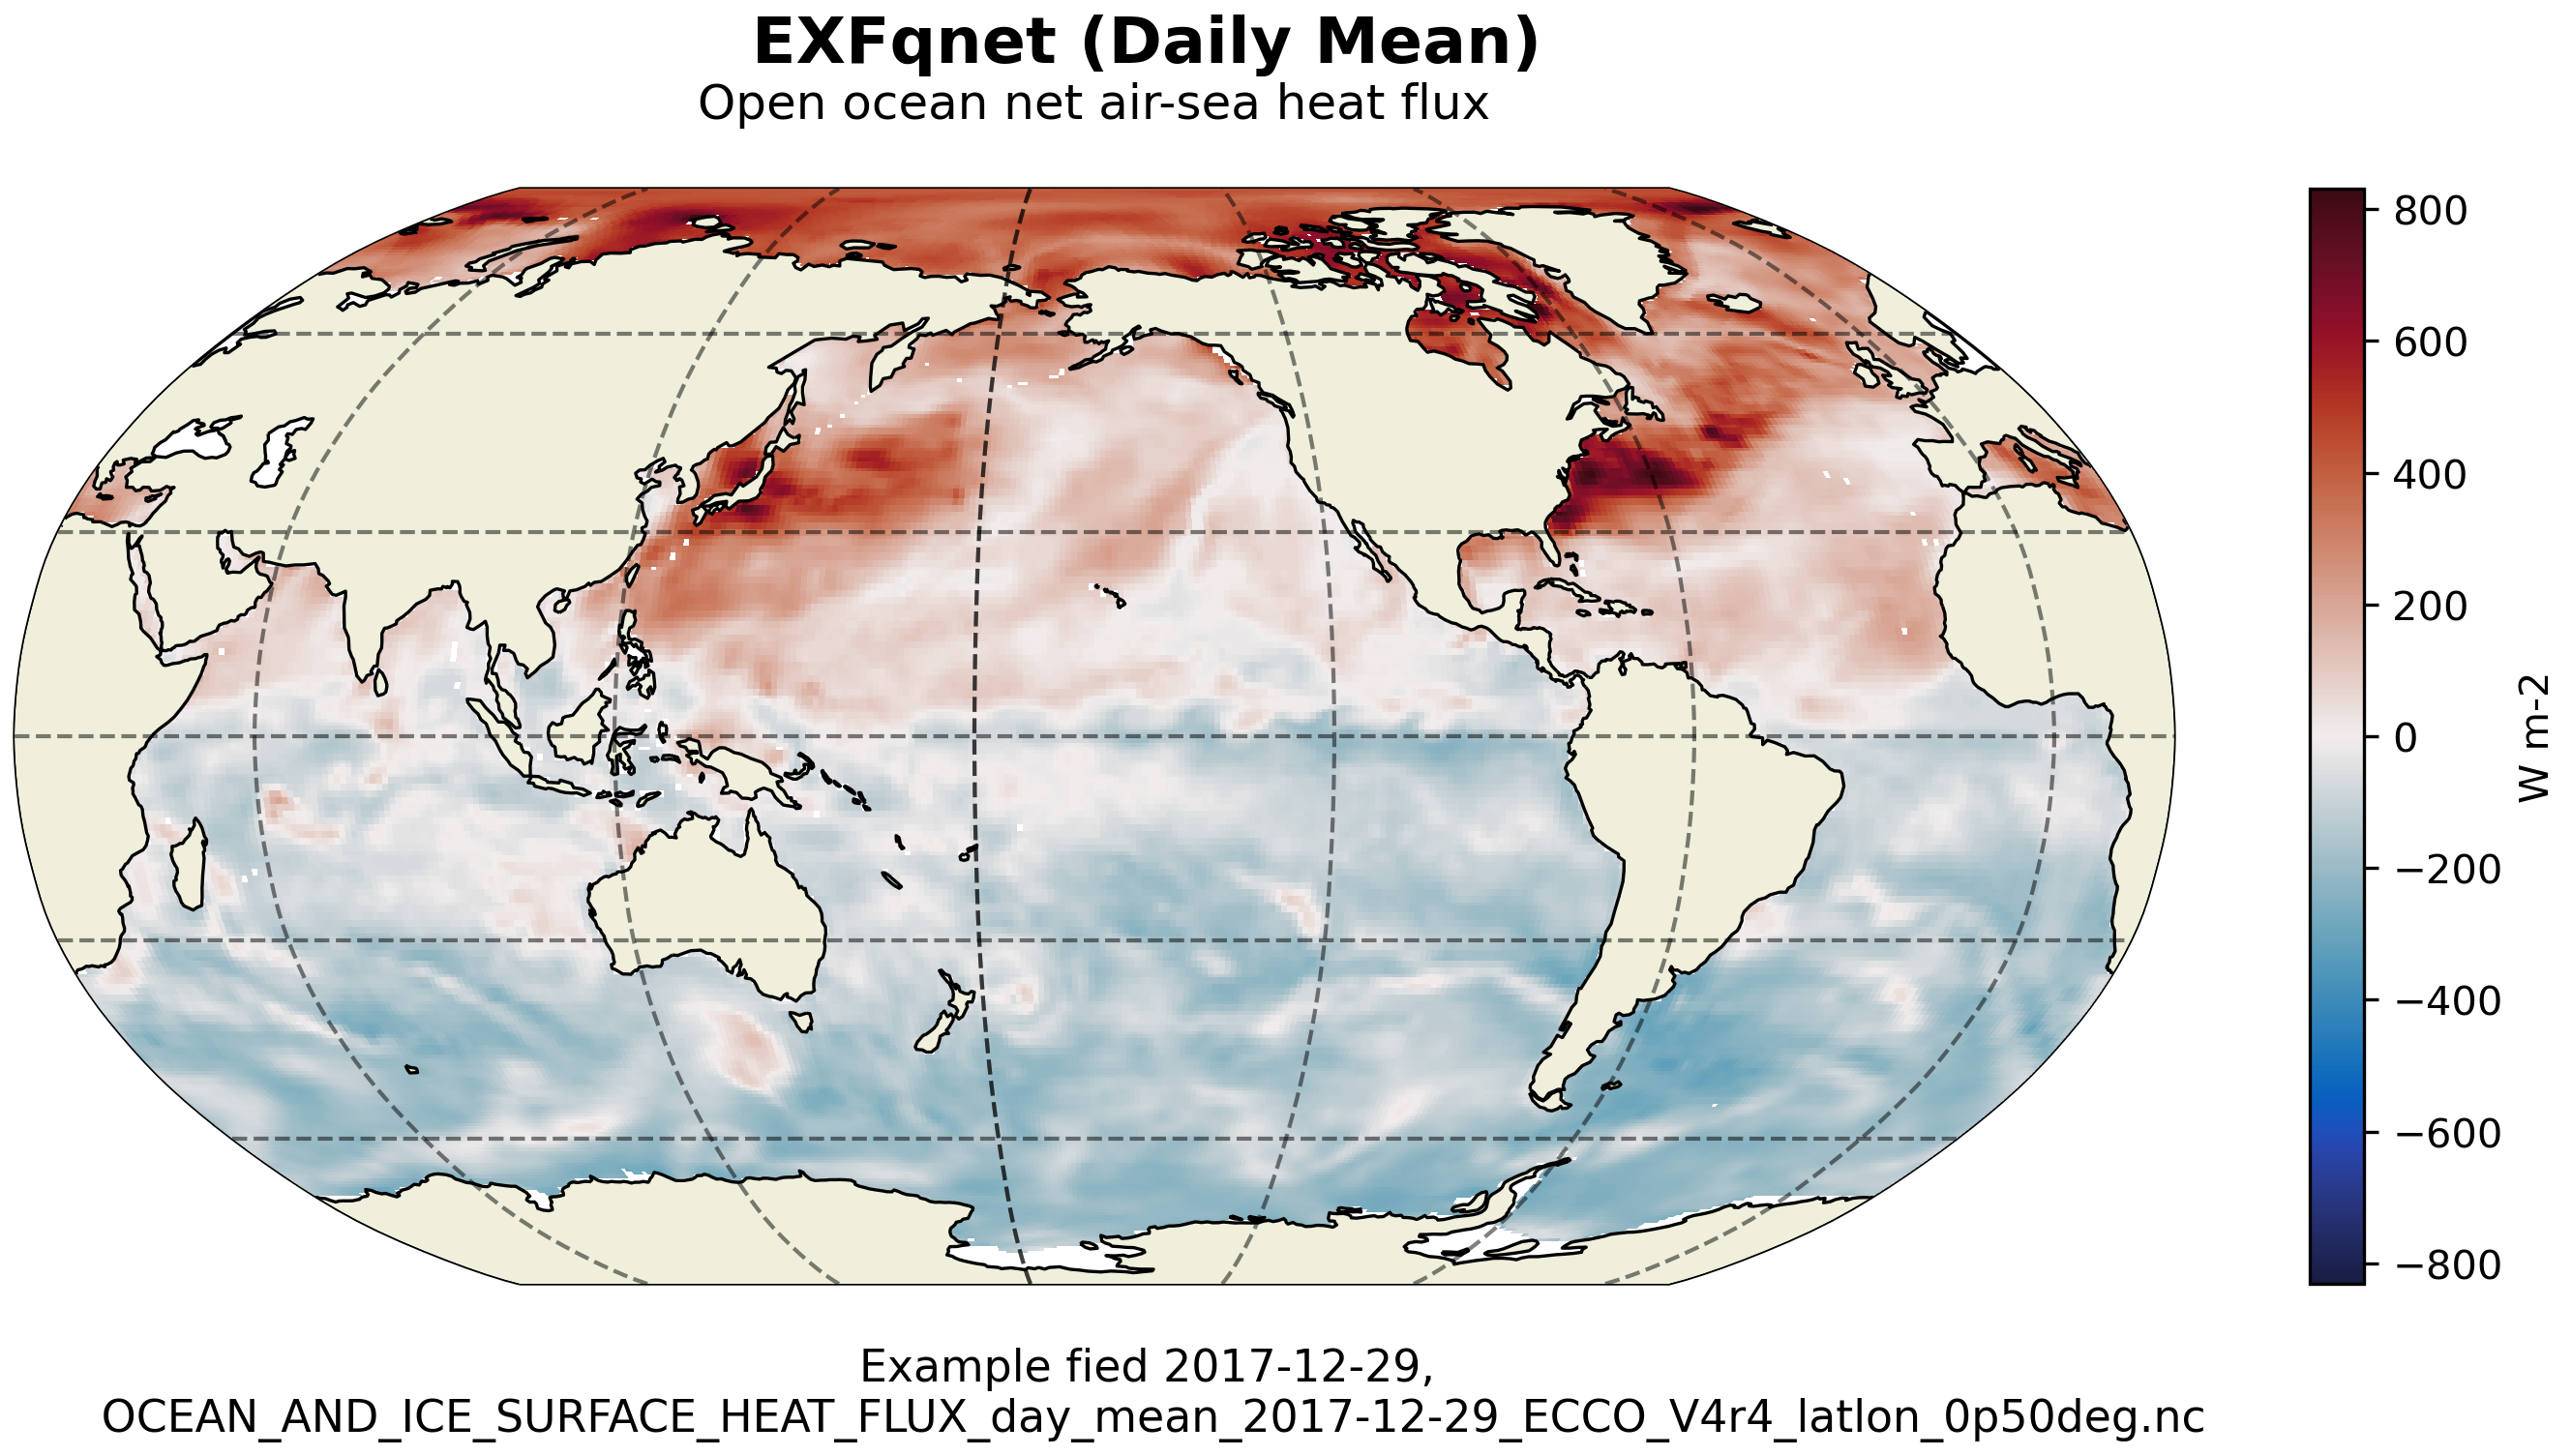 EXFqnet (Daily Mean)
Open ocean net air-sea heat flux
800
600
400
200
0
−200
−400
−600
−800
W m-2
Example fied 2017-12-29,
OCEAN_AND_ICE_SURFACE_HEAT_FLUX_day_mean_2017-12-29_ECCO_V4r4_latlon_0p50deg.nc